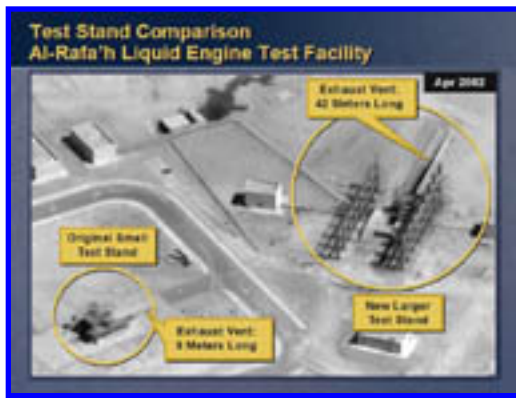 Test Stand Comparison
Al-Rafa'h Liquid Engine Test Facility
Apr 2002
Exhaust Vent:
42 Meters Long
Original Small
Test Stand
Exhaust Vent:
Meters Long
New Larger
Test Stand